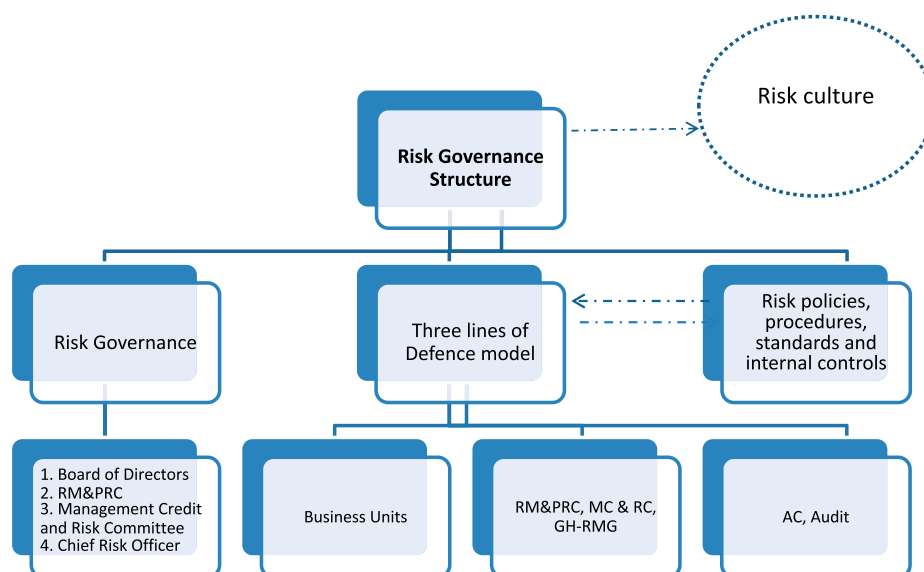 Risk culture
Risk Governance
Structure
Risk Governance
Three lines of
Defence model
Risk policies,
procedures,
standards and
internal controls
1. Board of Directors
2. RM&PRC
3. Management Credit
and Risk Committee
4. Chief Risk Officer
Business Units
RM&PRC, MC & RC,
GH-RMG
AC, Audit